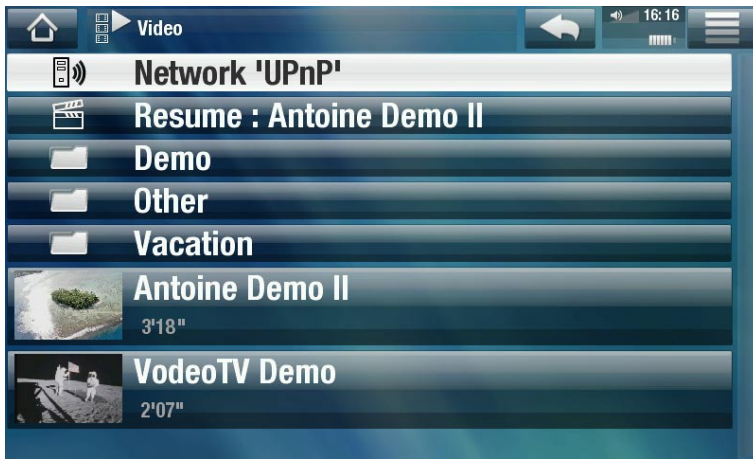 Video
16:16
Network 'UPnP'
Resume : Antoine Demo II
Demo
Other
Vacation
Antoine Demo II
3'18"
VodeoTV Demo
2'07"